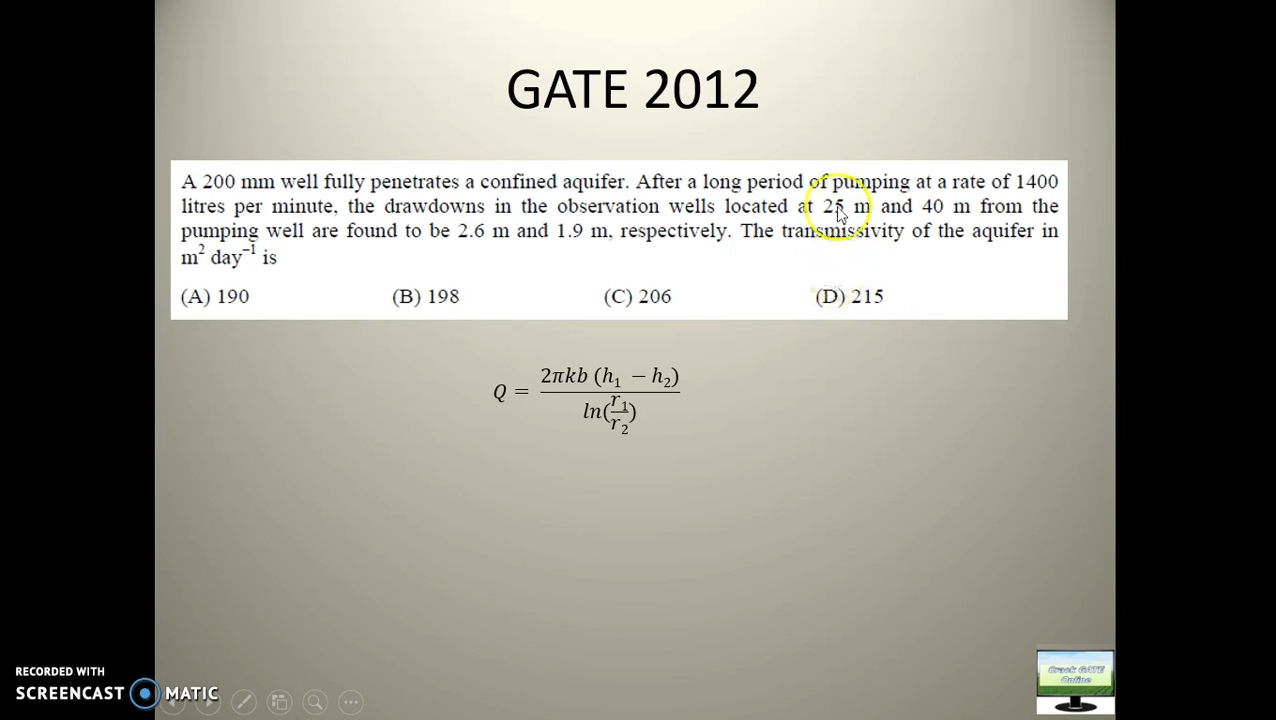 GATE 2012
A 200 mm well fully penetrates a confined aquifer. After a long period of pumping at a rate of 1400
litres per minute, the drawdowns in the observation wells located at 25 m and 40 m from the
pumping well are found to be 2.6 m and 1.9 m, respectively. The transmissivity of the aquifer in
m² day⁻¹ is
(A) 190 (B) 198 (C) 206 (D) 215
Q = 2πkb (h₁ − h₂) / ln(r₁/r₂)
RECORDED WITH
SCREENCAST MATIC
Crack GATE
Online